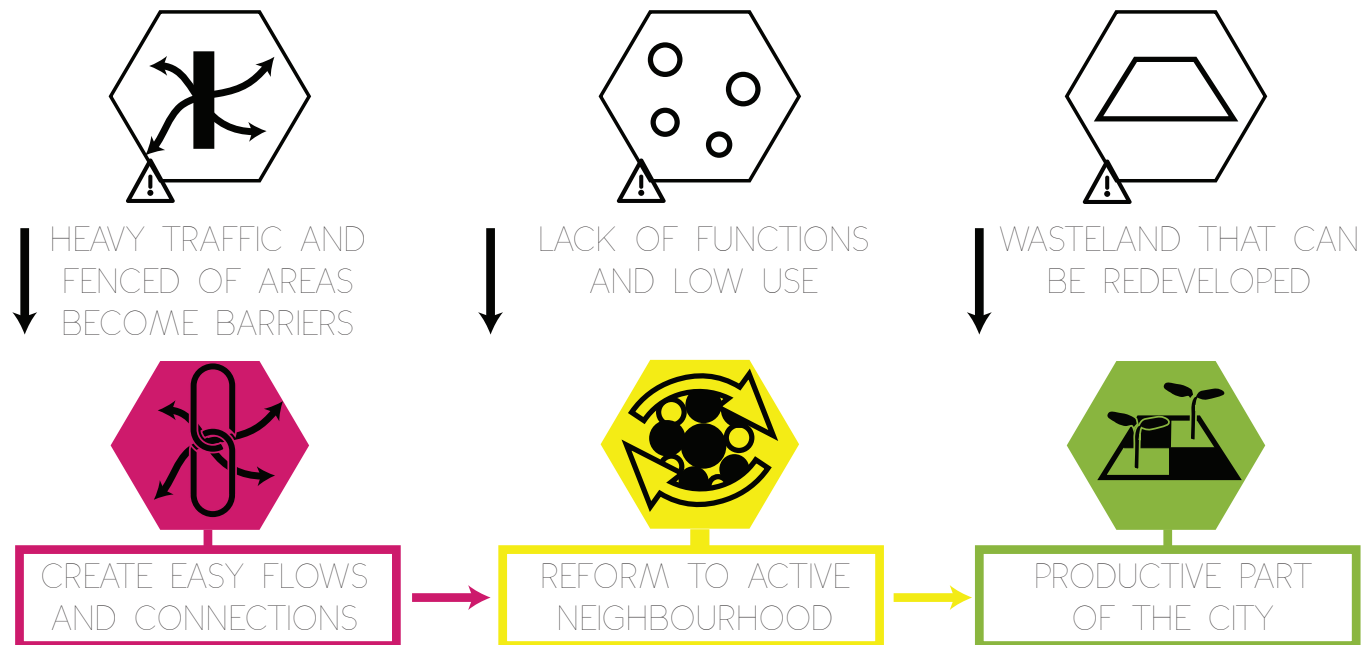 HEAVY TRAFFIC AND
FENCED OF AREAS
BECOME BARRIERS
LACK OF FUNCTIONS
AND LOW USE
WASTELAND THAT CAN
BE REDEVELOPED
CREATE EASY FLOWS
AND CONNECTIONS
REFORM TO ACTIVE
NEIGHBOURHOOD
PRODUCTIVE PART
OF THE CITY